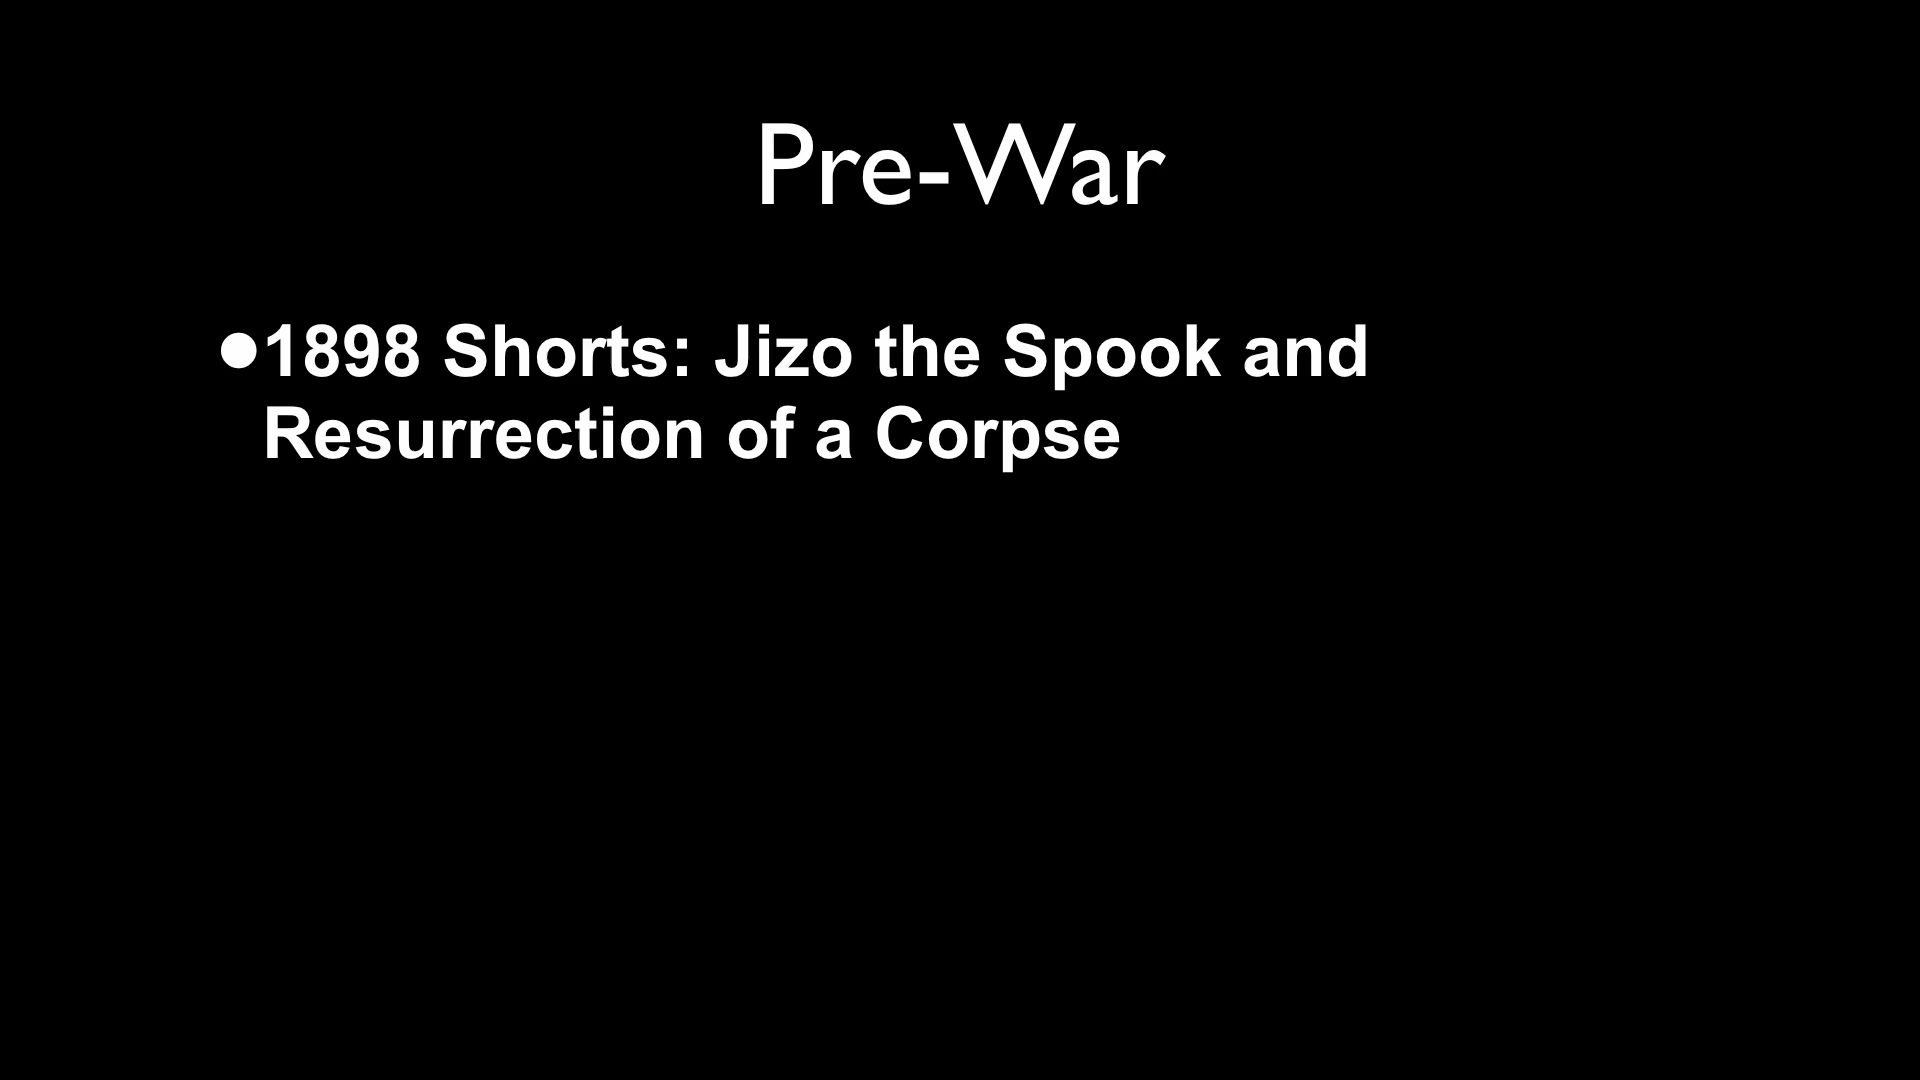 Pre-War
•1898 Shorts: Jizo the Spook and
Resurrection of a Corpse